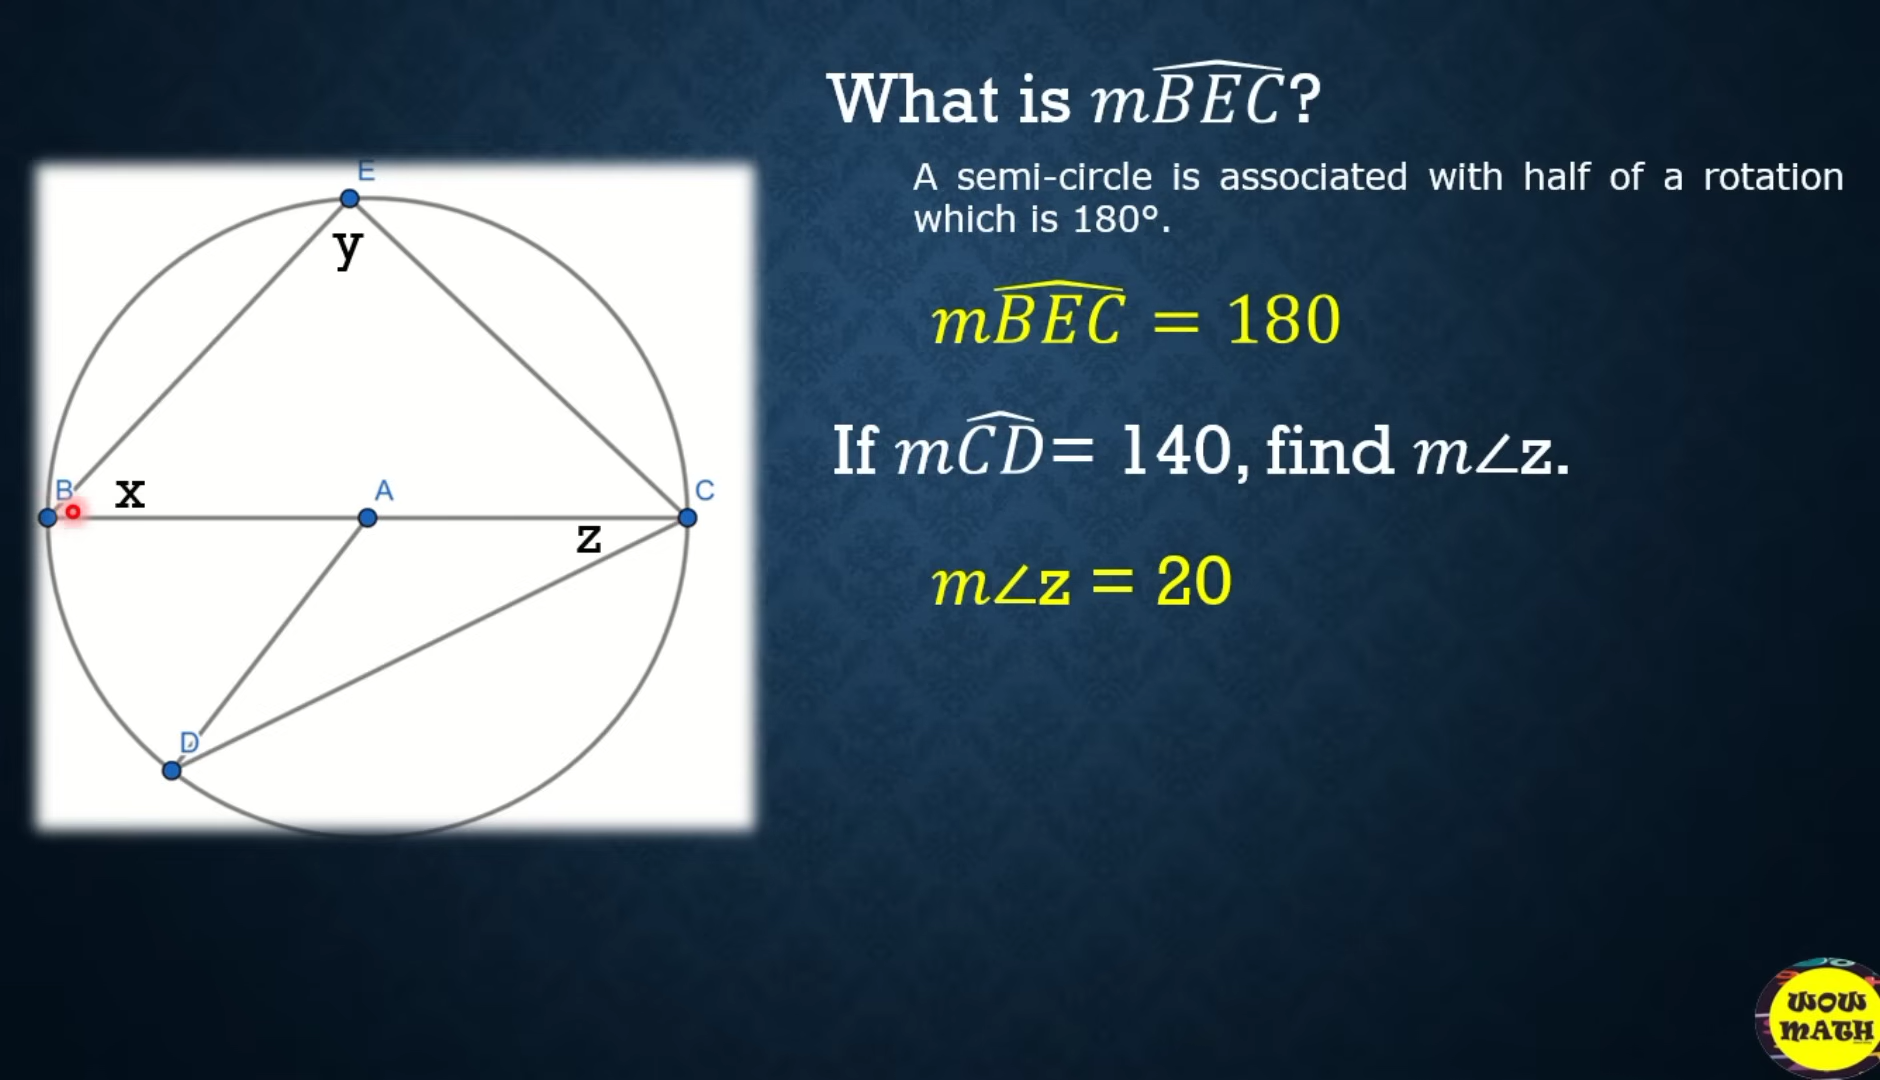 What is mBEC?
A semi-circle is associated with half of a rotation
which is 180°.
mBEC = 180
If mCD= 140, find m∠z.
m∠z = 20
E
y
B
x
A
C
z
D
WOW
MATH